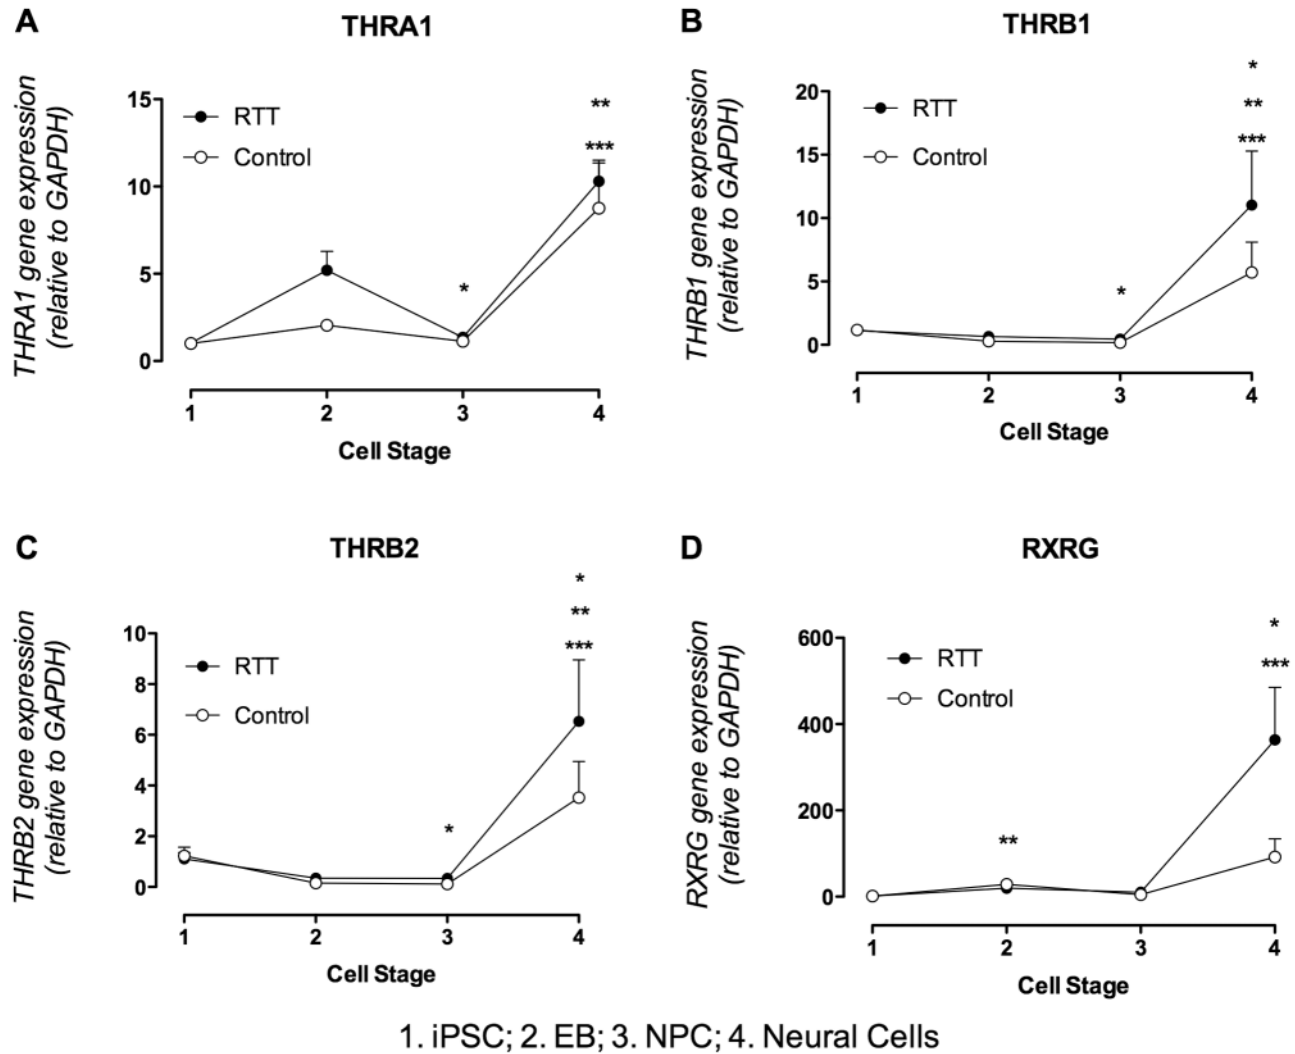 A
THRA1
THRA1 gene expression
(relative to GAPDH)
15
10
5
0
RTT
Control
*
**
***
1 2 3 4
Cell Stage
B
THRB1
THRB1 gene expression
(relative to GAPDH)
20
15
10
5
0
RTT
Control
*
*
**
***
1 2 3 4
Cell Stage
C
THRB2
THRB2 gene expression
(relative to GAPDH)
10
8
6
4
2
0
RTT
Control
*
*
**
***
1 2 3 4
Cell Stage
D
RXRG
RXRG gene expression
(relative to GAPDH)
600
400
200
0
RTT
Control
**
*
***
1 2 3 4
Cell Stage
1. iPSC; 2. EB; 3. NPC; 4. Neural Cells